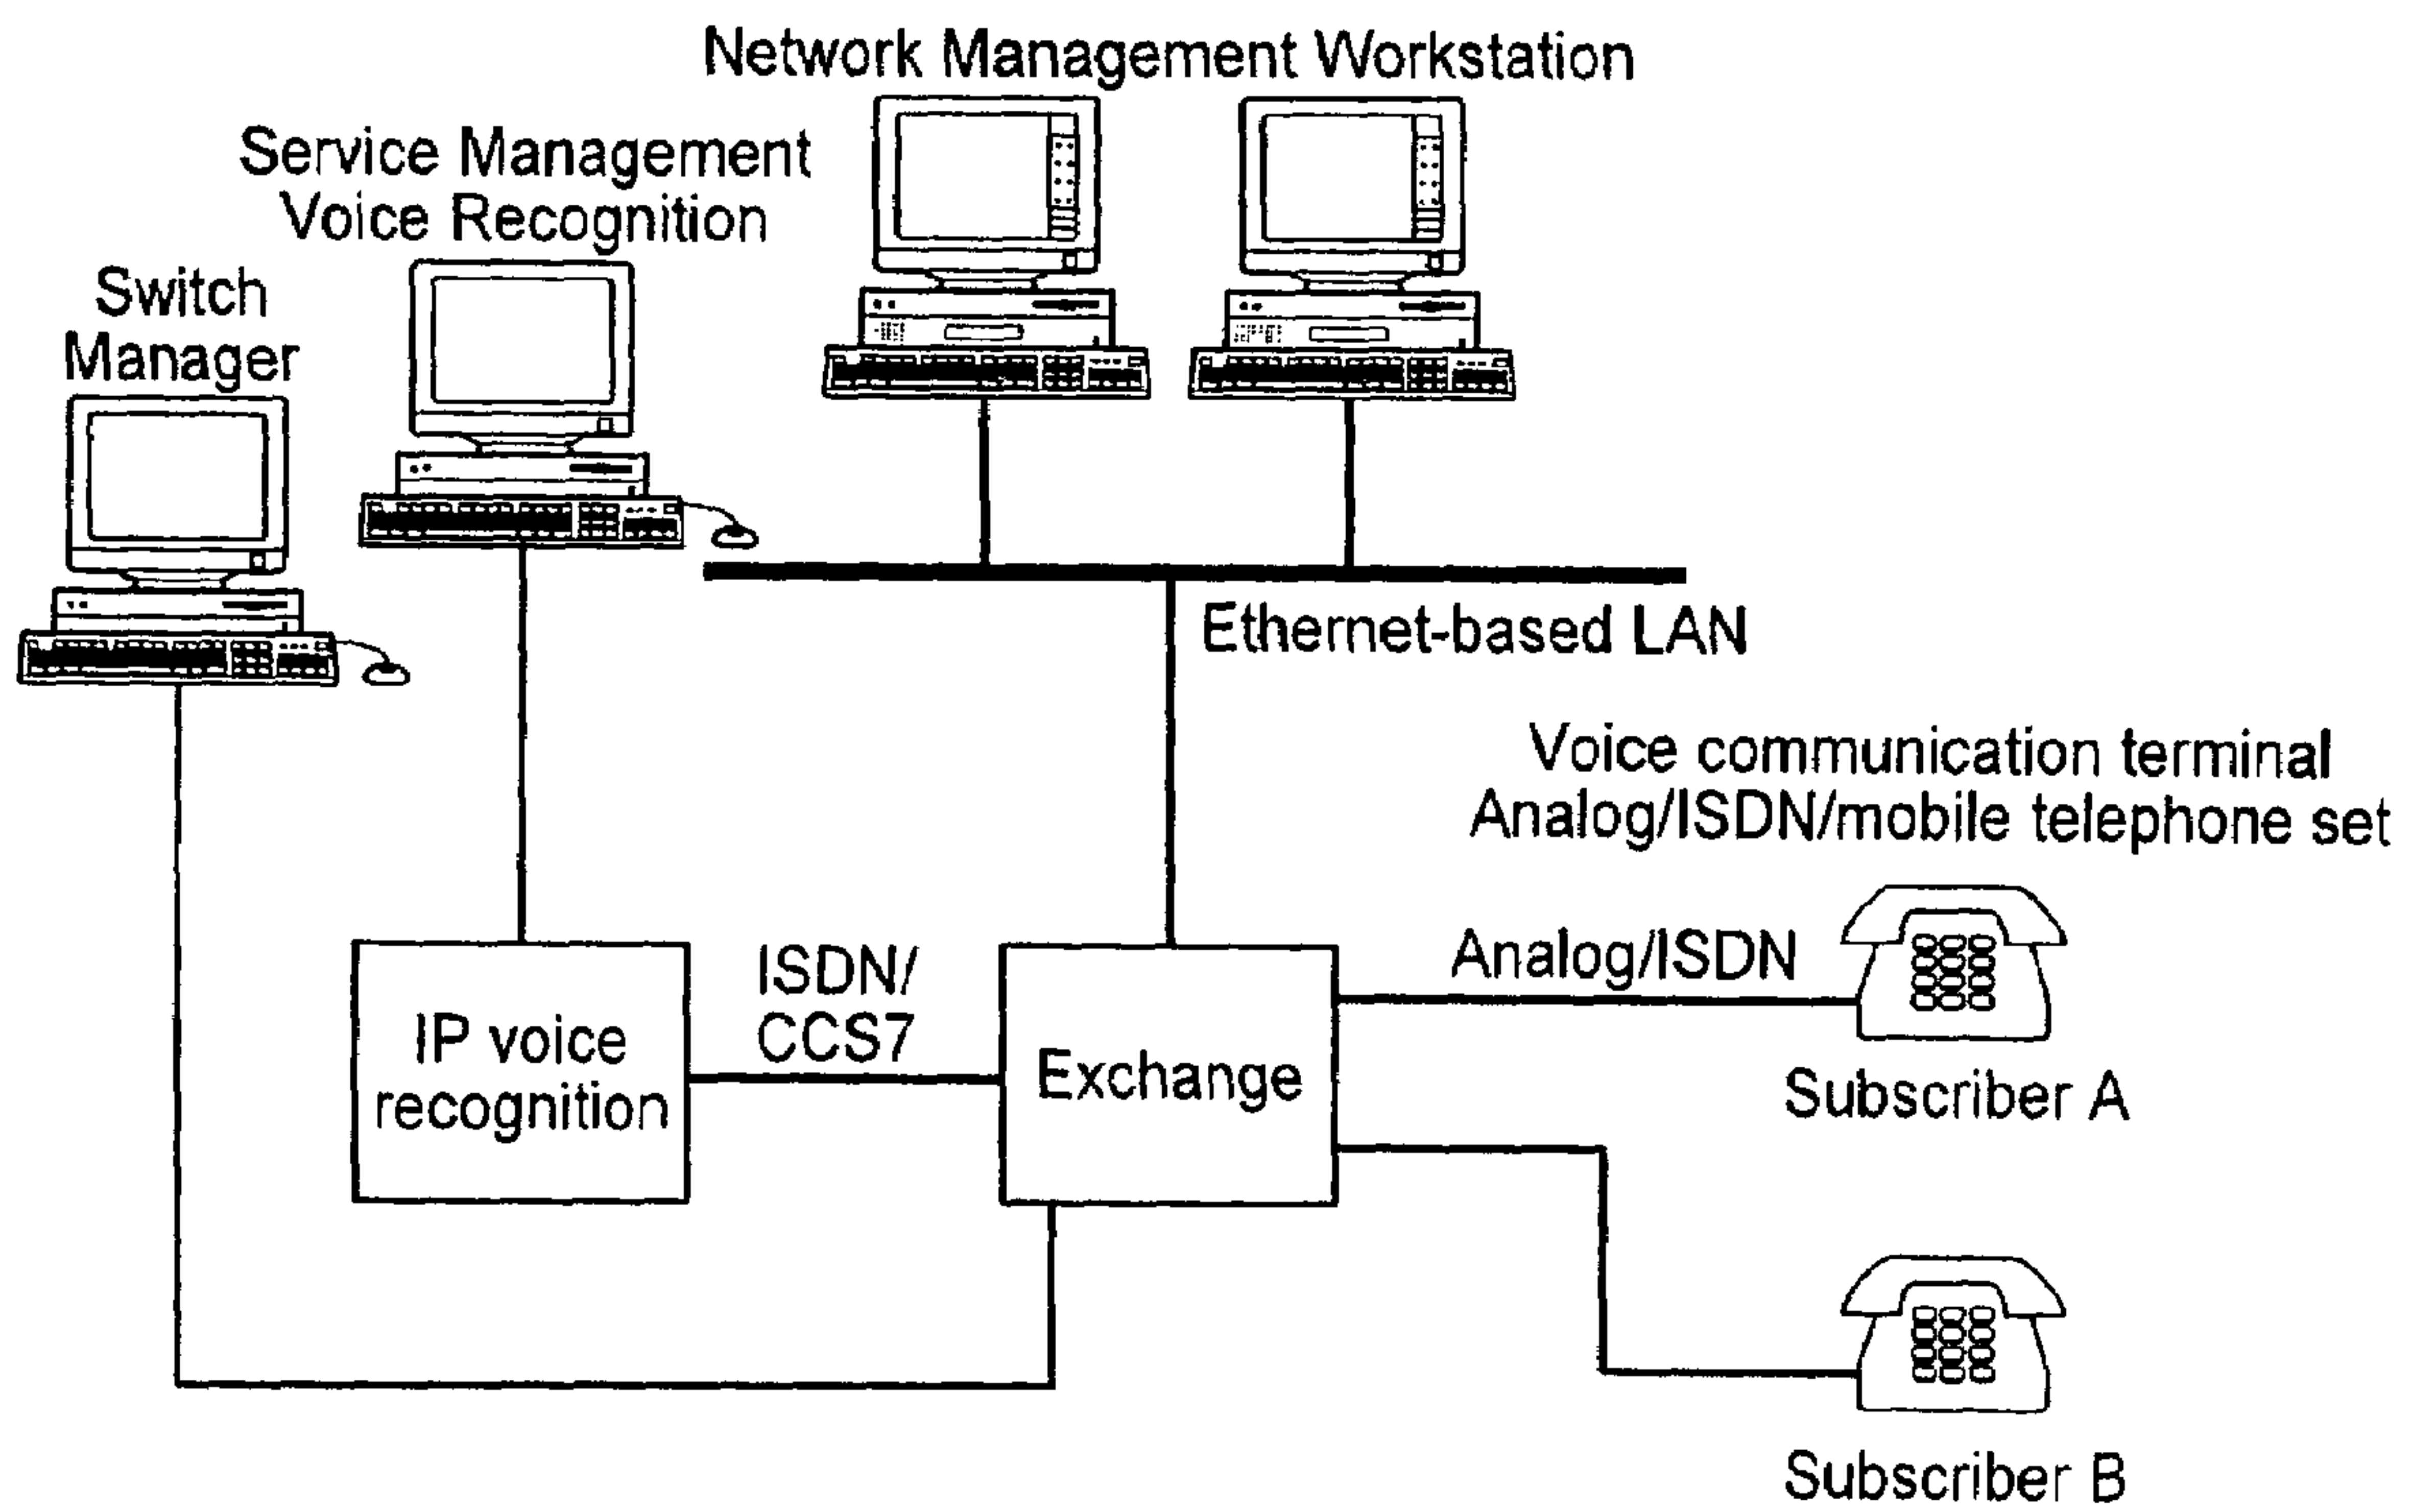 Network Management Workstation
Service Management
Voice Recognition
Switch
Manager
Ethernet-based LAN
Voice communication terminal
Analog/ISDN/mobile telephone set
Analog/ISDN
ISDN/
CCS7
IP voice
recognition
Exchange
Subscriber A
Subscriber B